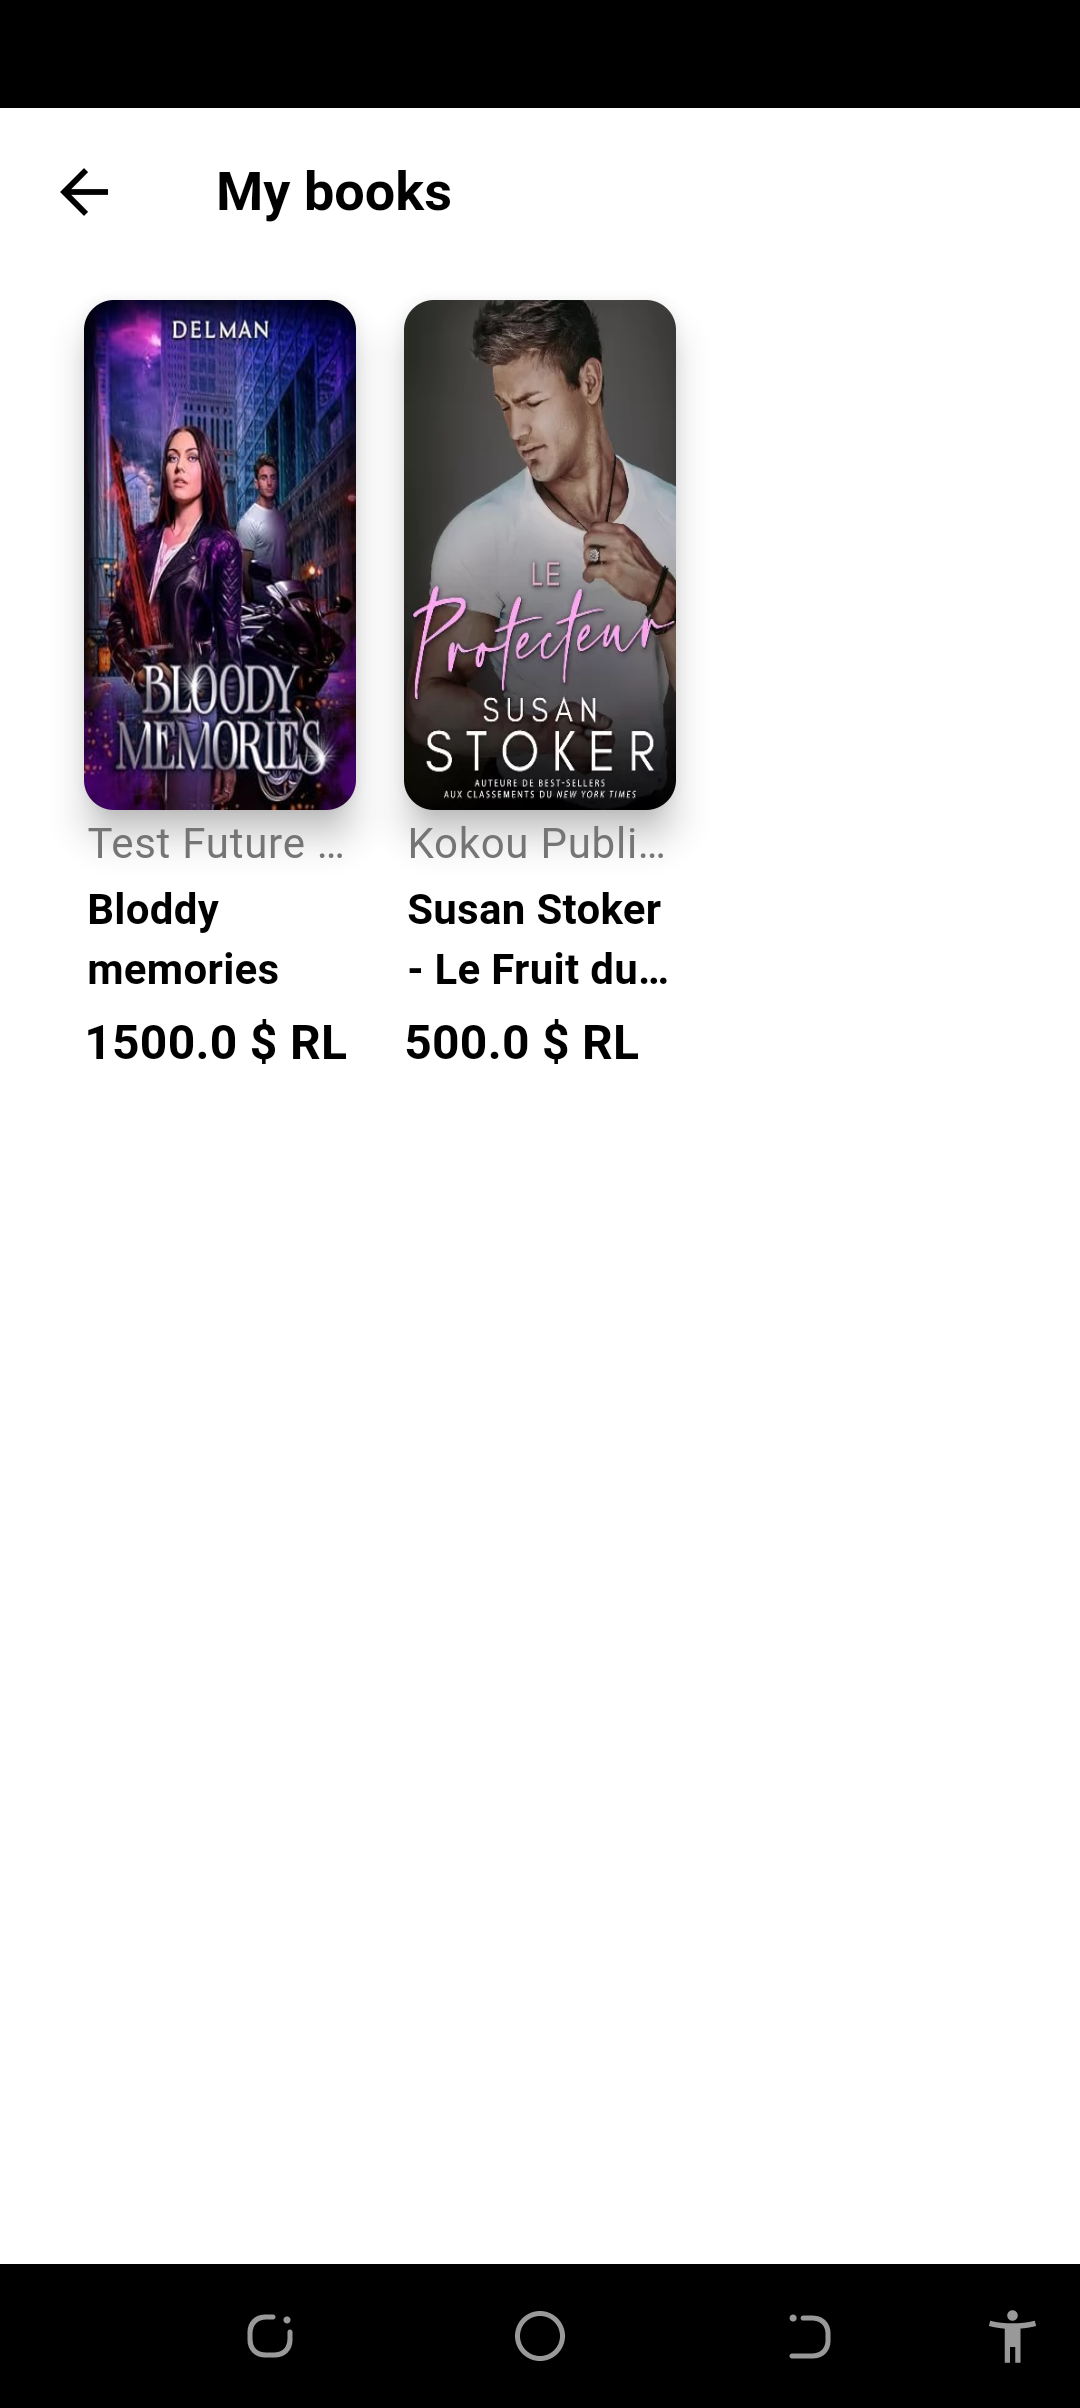 My books
DELMAN
BLOODY
MEMORIES
LE
Protecteur
SUSAN
STOKER
AUTEURE DE BEST-SELLERS
AUX CLASSEMENTS DU NEW YORK TIMES
Test Future ...
Kokou Publi...
Bloddy
memories
Susan Stoker
- Le Fruit du...
1500.0 $ RL
500.0 $ RL